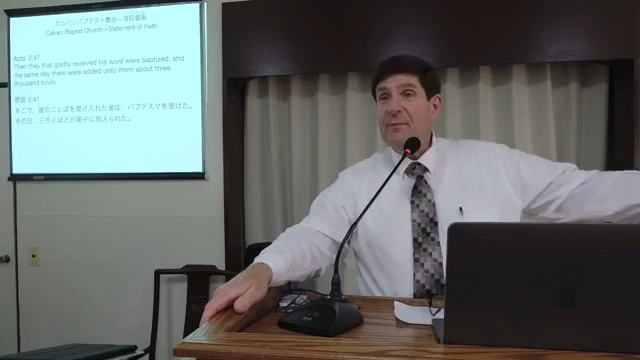 カルバリバプテスト教会—信仰箇条
Calvary Baptist Church—Statement of Faith
Acts 2:41
Then they that gladly received his word were baptized: and
the same day there were added unto them about three
thousand souls.
使徒 2:41
そこで、彼のことばを受け入れた者は、バプテスマを受けた。
その日、三千人ほどが弟子に加えられた。